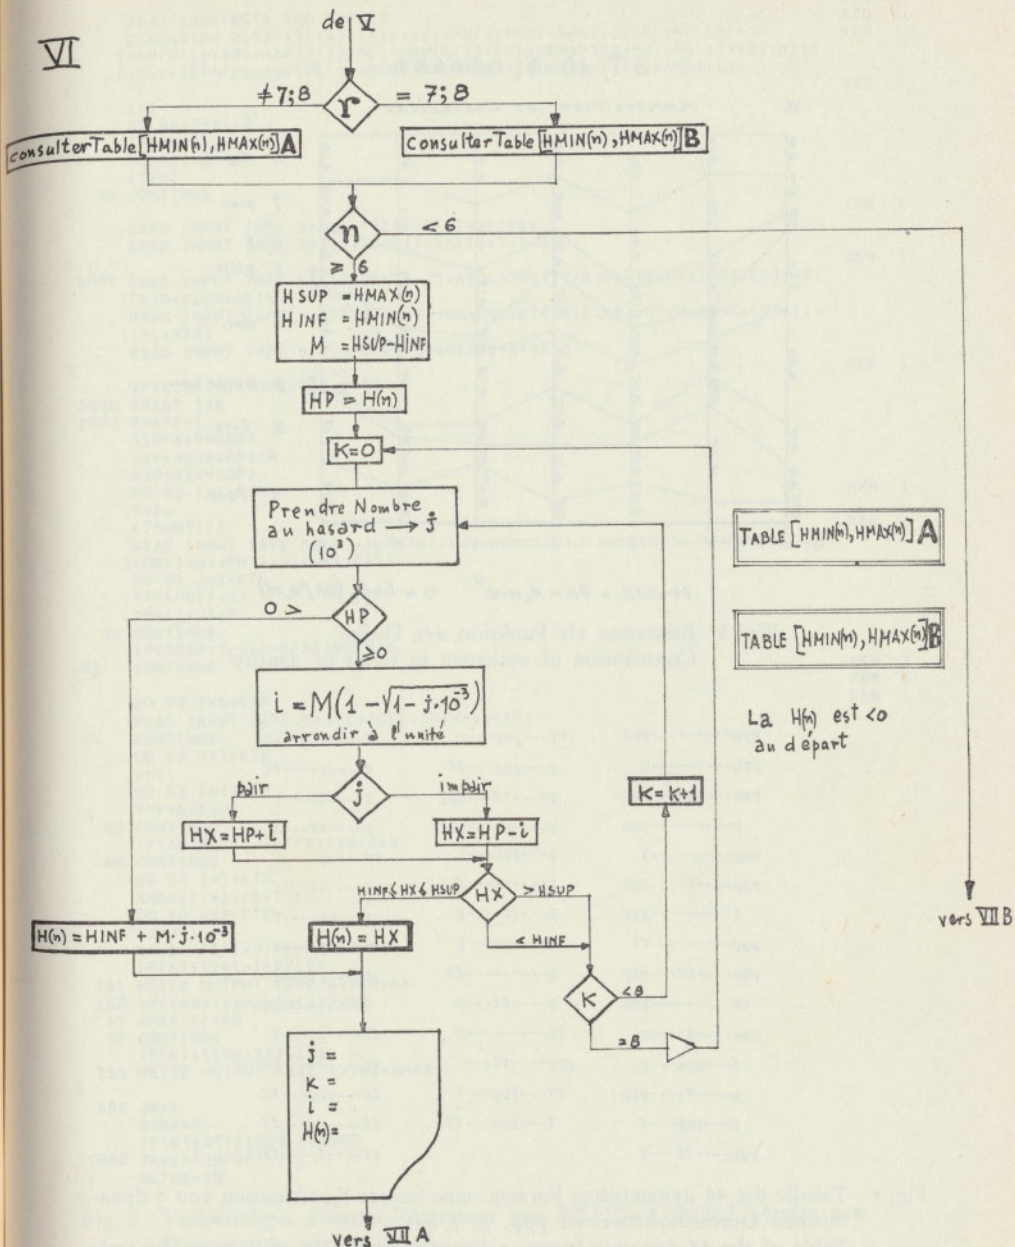 de V
VI
≠7;8
r
= 7;8
consulter Table [HMIN(n), HMAX(n)] A
consulter Table [HMIN(n), HMAX(n)] B
n
< 6
≥ 6
H SUP = HMAX(n)
H INF = HMIN(n)
M = HSUP-HINF
HP = H(n)
K=0
Prendre Nombre
au hasard → j
(10³)
TABLE [HMIN(n), HMAX(n)] A
0 >
HP
≥0
TABLE [HMIN(n), HMAX(n)] B
i = M(1 - √1 - j·10⁻³)
arrondir à l'unité
La H(n) est <0
au départ
pair
j
impair
K= K+1
HX=HP+i
HX=HP-i
HINF≤HX≤HSUP
HX
> HSUP
vers VII B
H(n) = HINF + M·j·10⁻³
H(n) = HX
< HINF
K
<8
=8
j =
K =
i =
H(n)=
vers VII A